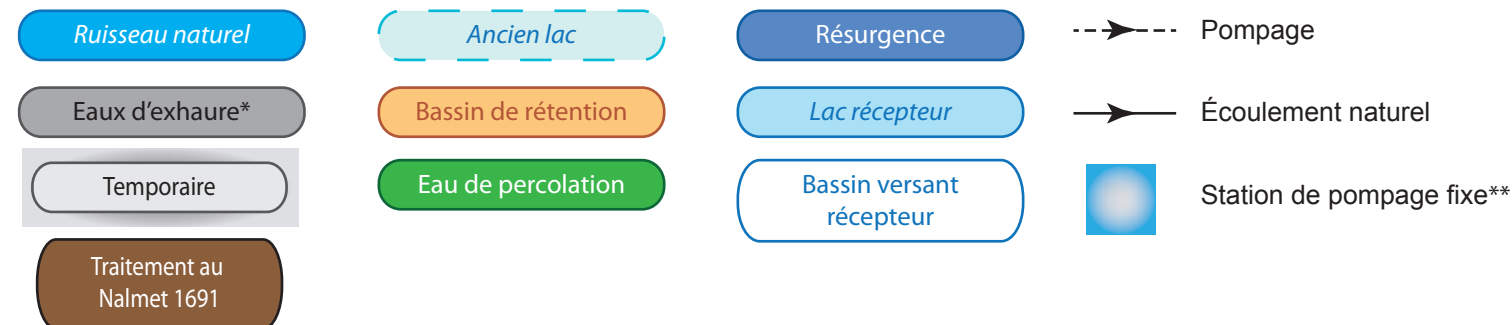 Ruisseau naturel
Ancien lac
Résurgence
Pompage
Eaux d'exhaure*
Bassin de rétention
Lac récepteur
Écoulement naturel
Temporaire
Eau de percolation
Bassin versant
récepteur
Station de pompage fixe**
Traitement au
Nalmet 1691